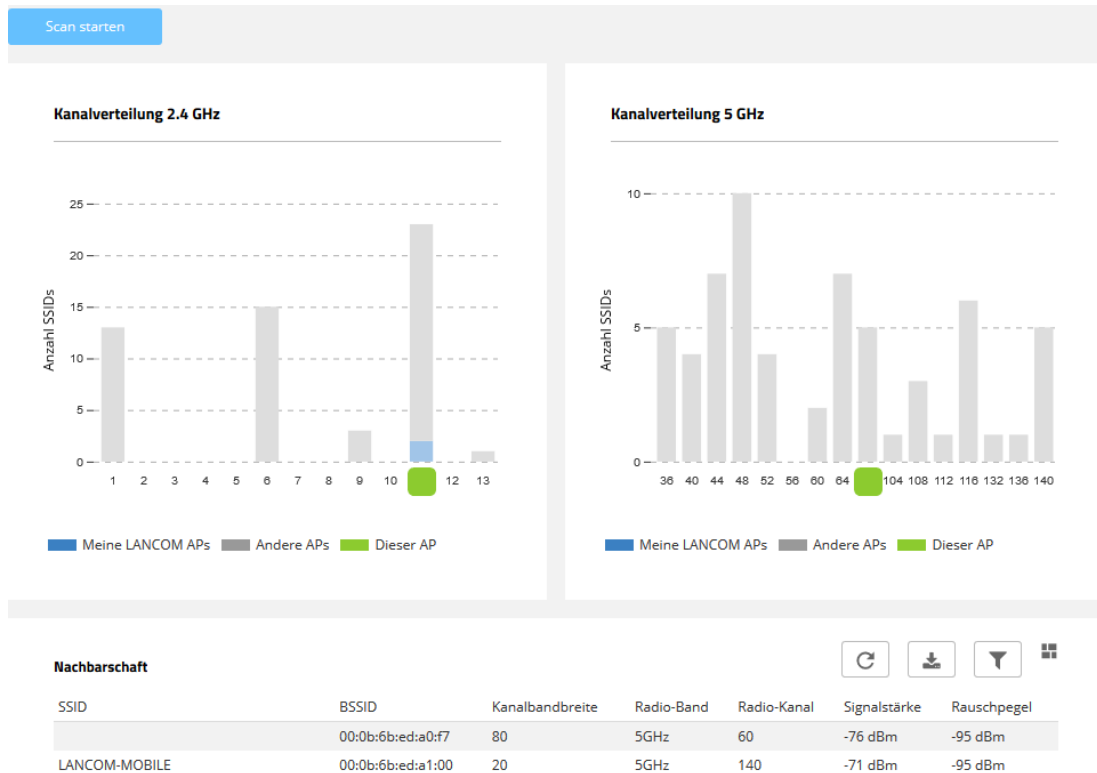 Scan starten
Kanalverteilung 2.4 GHz
25
20
15
10
5
0
Anzahl SSIDs
1 2 3 4 5 6 7 8 9 10 12 13
Meine LANCOM APs Andere APs Dieser AP
Kanalverteilung 5 GHz
10
5
0
Anzahl SSIDs
36 40 44 48 52 56 60 64 104 108 112 116 132 136 140
Meine LANCOM APs Andere APs Dieser AP
Nachbarschaft
SSID BSSID Kanalbandbreite Radio-Band Radio-Kanal Signalstärke Rauschpegel
00:0b:6b:ed:a0:f7 80 5GHz 60 -76 dBm -95 dBm
LANCOM-MOBILE 00:0b:6b:ed:a1:00 20 5GHz 140 -71 dBm -95 dBm